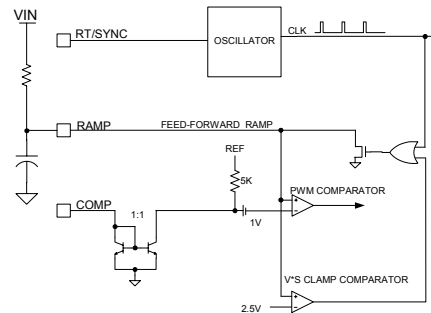 VIN
RT/SYNC
OSCILLATOR
CLK
RAMP
FEED-FORWARD RAMP
REF
5K
COMP
1:1
1V
PWM COMPARATOR
V*S CLAMP COMPARATOR
2.5V